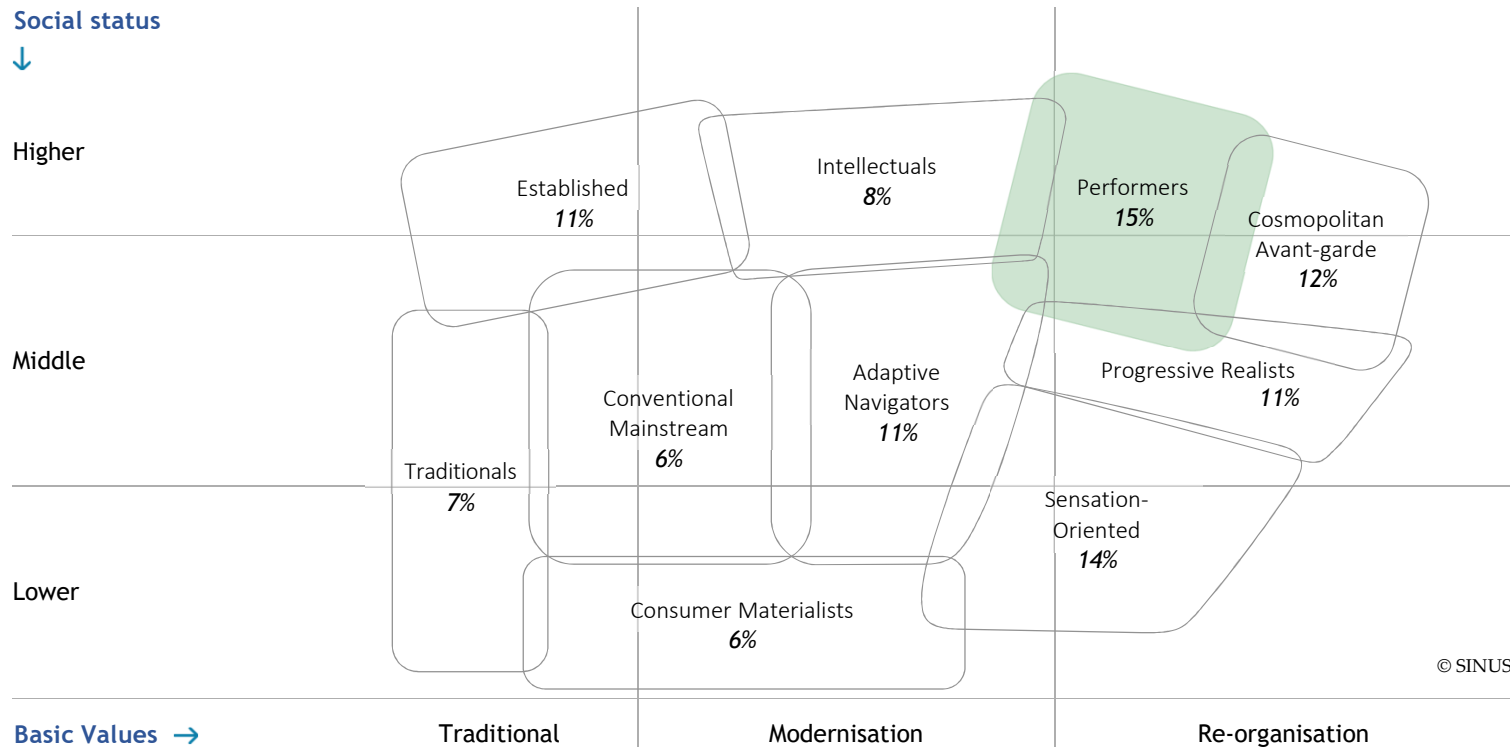 Social status
↓
Higher
Established
11%
Intellectuals
8%
Performers
15%
Cosmopolitan
Avant-garde
12%
Middle
Traditionals
7%
Conventional
Mainstream
6%
Adaptive
Navigators
11%
Progressive Realists
11%
Sensation-
Oriented
14%
Lower
Consumer Materialists
6%
© SINUS
Basic Values →
Traditional
Modernisation
Re-organisation